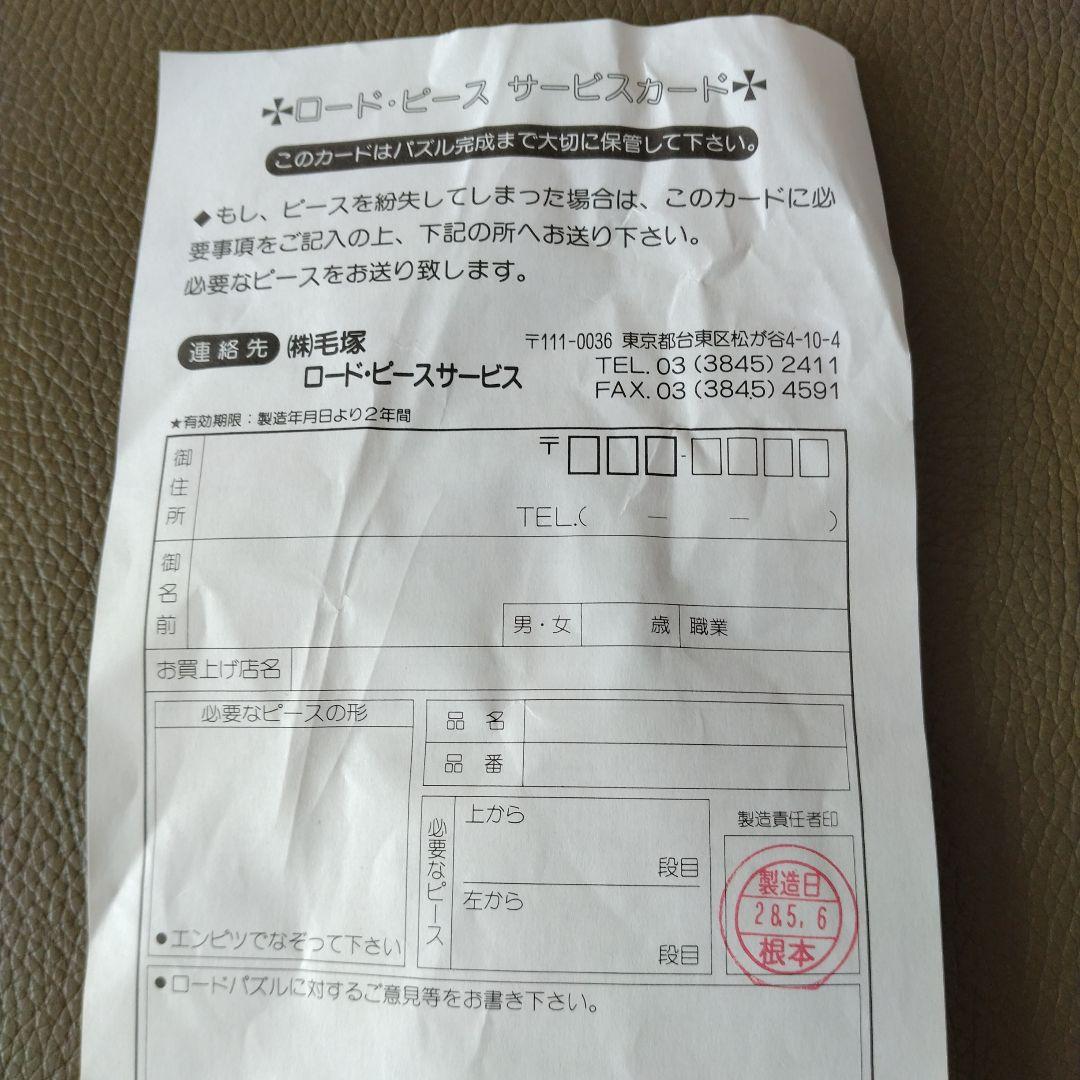 ロード・ピース サービスカード
このカードはパズル完成まで大切に保管して下さい。
◆もし、ピースを紛失してしまった場合は、このカードに必
要事項をご記入の上、下記の所へお送り下さい。
必要なピースをお送り致します。
連絡先 ㈱毛塚
ロード・ピースサービス
〒111-0036 東京都台東区松が谷4-10-4
TEL. 03 (3845) 2411
FAX. 03 (3845) 4591
★有効期限：製造年月日より2年間
御住所
〒□□□-□□□□
TEL.( － － )
御名前
男・女 歳 職業
お買上げ店名
必要なピースの形
●エンピツでなぞって下さい
品 名
品 番
必要なピース
上から
段目
左から
段目
製造責任者印
製造日
28.5.6
根本
●ロードパズルに対するご意見等をお書き下さい。